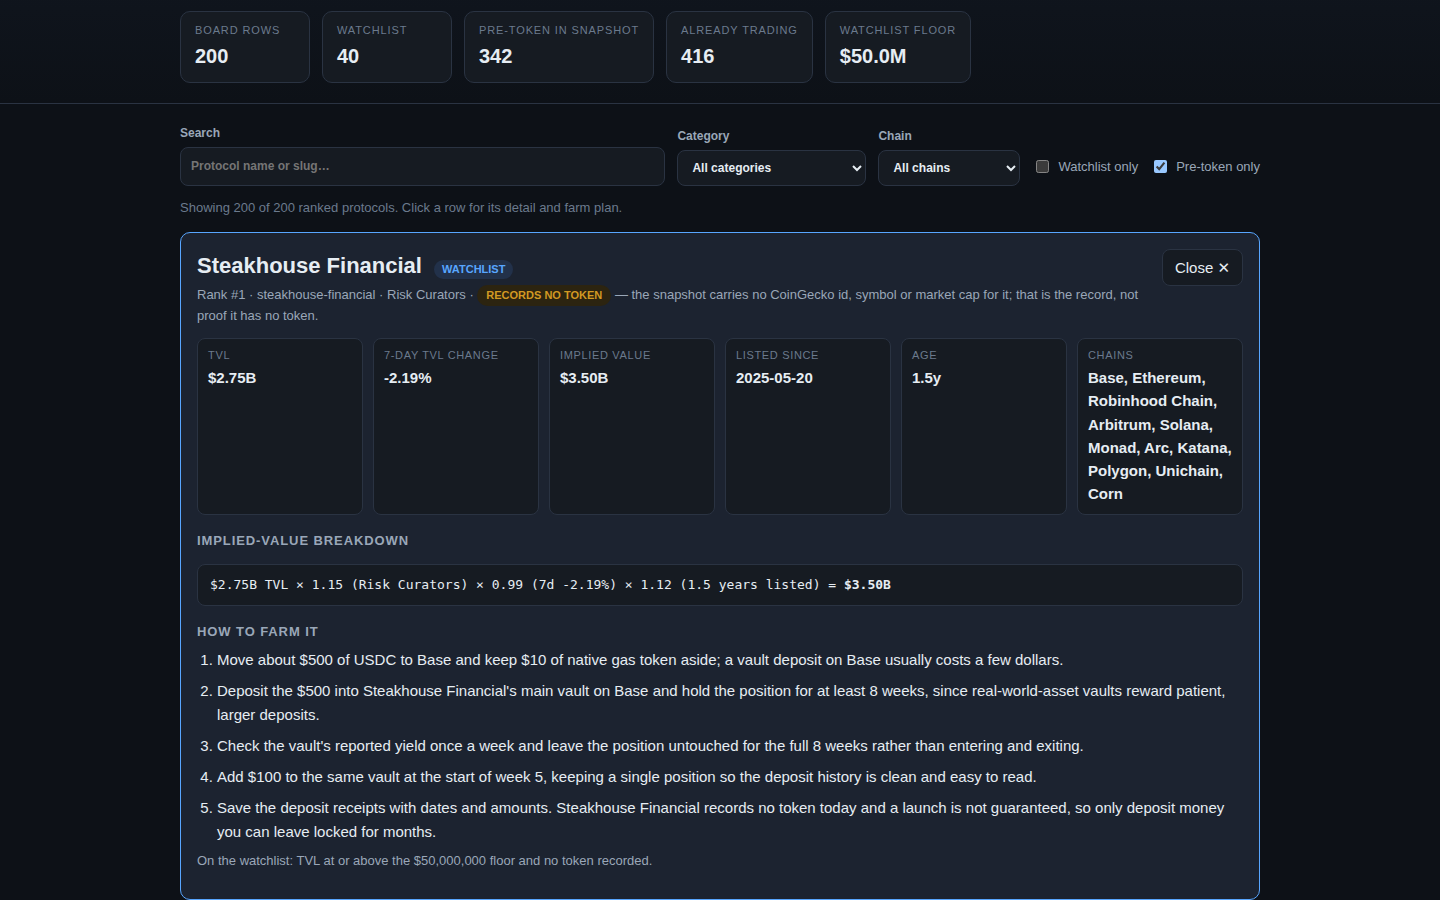 BOARD ROWS
200
WATCHLIST
40
PRE-TOKEN IN SNAPSHOT
342
ALREADY TRADING
416
WATCHLIST FLOOR
$50.0M
Search
Category
Chain
Protocol name or slug…
All categories
All chains
Watchlist only
Pre-token only
Showing 200 of 200 ranked protocols. Click a row for its detail and farm plan.
Steakhouse Financial WATCHLIST
Close ✕
Rank #1 · steakhouse-financial · Risk Curators · RECORDS NO TOKEN — the snapshot carries no CoinGecko id, symbol or market cap for it; that is the record, not
proof it has no token.
TVL
$2.75B
7-DAY TVL CHANGE
-2.19%
IMPLIED VALUE
$3.50B
LISTED SINCE
2025-05-20
AGE
1.5y
CHAINS
Base, Ethereum,
Robinhood Chain,
Arbitrum, Solana,
Monad, Arc, Katana,
Polygon, Unichain,
Corn
IMPLIED-VALUE BREAKDOWN
$2.75B TVL × 1.15 (Risk Curators) × 0.99 (7d -2.19%) × 1.12 (1.5 years listed) = $3.50B
HOW TO FARM IT
1. Move about $500 of USDC to Base and keep $10 of native gas token aside; a vault deposit on Base usually costs a few dollars.
2. Deposit the $500 into Steakhouse Financial's main vault on Base and hold the position for at least 8 weeks, since real-world-asset vaults reward patient,
larger deposits.
3. Check the vault's reported yield once a week and leave the position untouched for the full 8 weeks rather than entering and exiting.
4. Add $100 to the same vault at the start of week 5, keeping a single position so the deposit history is clean and easy to read.
5. Save the deposit receipts with dates and amounts. Steakhouse Financial records no token today and a launch is not guaranteed, so only deposit money
you can leave locked for months.
On the watchlist: TVL at or above the $50,000,000 floor and no token recorded.